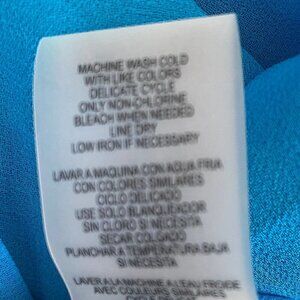 MACHINE WASH COLD
WITH LIKE COLORS
DELICATE CYCLE
ONLY NON-CHLORINE
BLEACH WHEN NEEDED
LINE DRY
LOW IRON IF NECESSARY
LAVAR A MAQUINA CON AGUA FRIA
CON COLORES SIMILARES
CICLO DELICADO
USE SOLO BLANQUEADOR
SIN CLORO SI NECESITA
SECAR COLGADO
PLANCHAR A TEMPERATURA BAJA
SI NECESITA
LAVER A LA MACHINE A L'EAU FROIDE
AVEC COULEURS SIMILAIRES